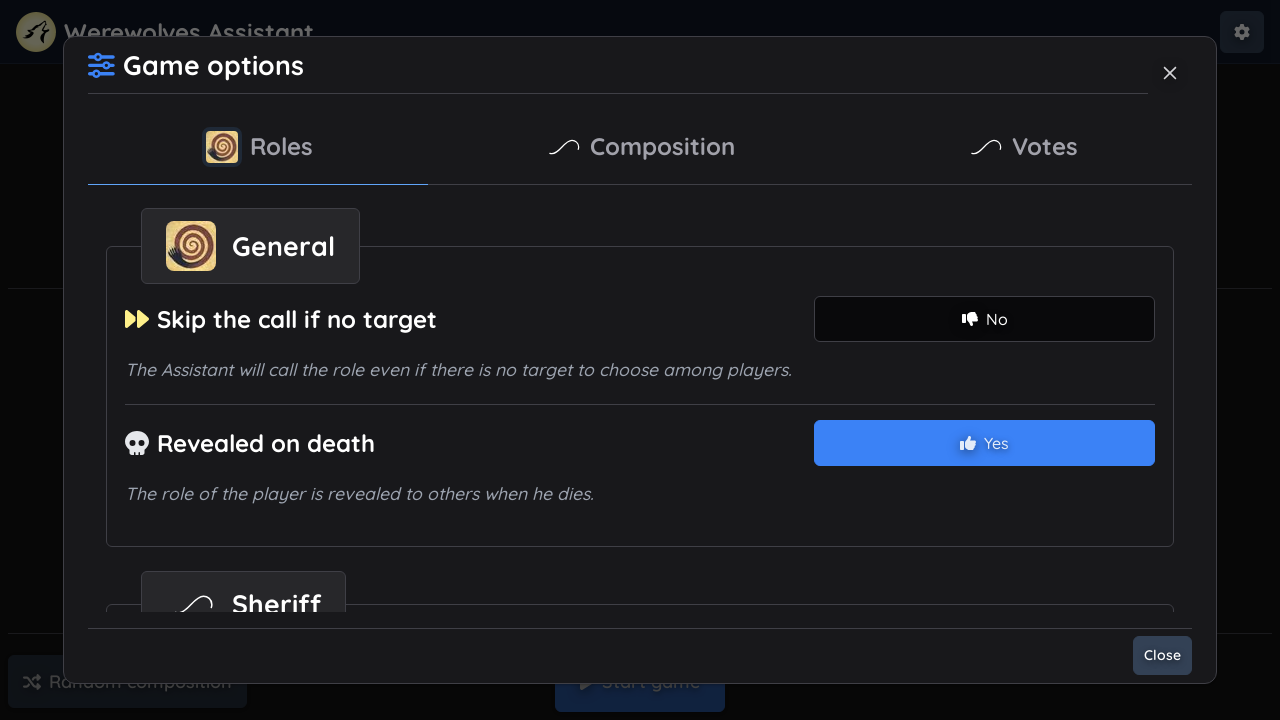 Werewolves Assistant
Game options
Roles
Composition
Votes
General
Skip the call if no target
No
The Assistant will call the role even if there is no target to choose among players.
Revealed on death
Yes
The role of the player is revealed to others when he dies.
Sheriff
Close
Random composition
Start game